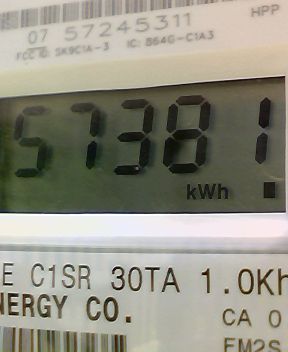 HPP
07 57245311
FCC ID: SK9C1A-3 IC: 864G-C1A3
57381
kWh
E C1SR 30TA 1.0Kh
NERGY CO.
CA 0
FM2S